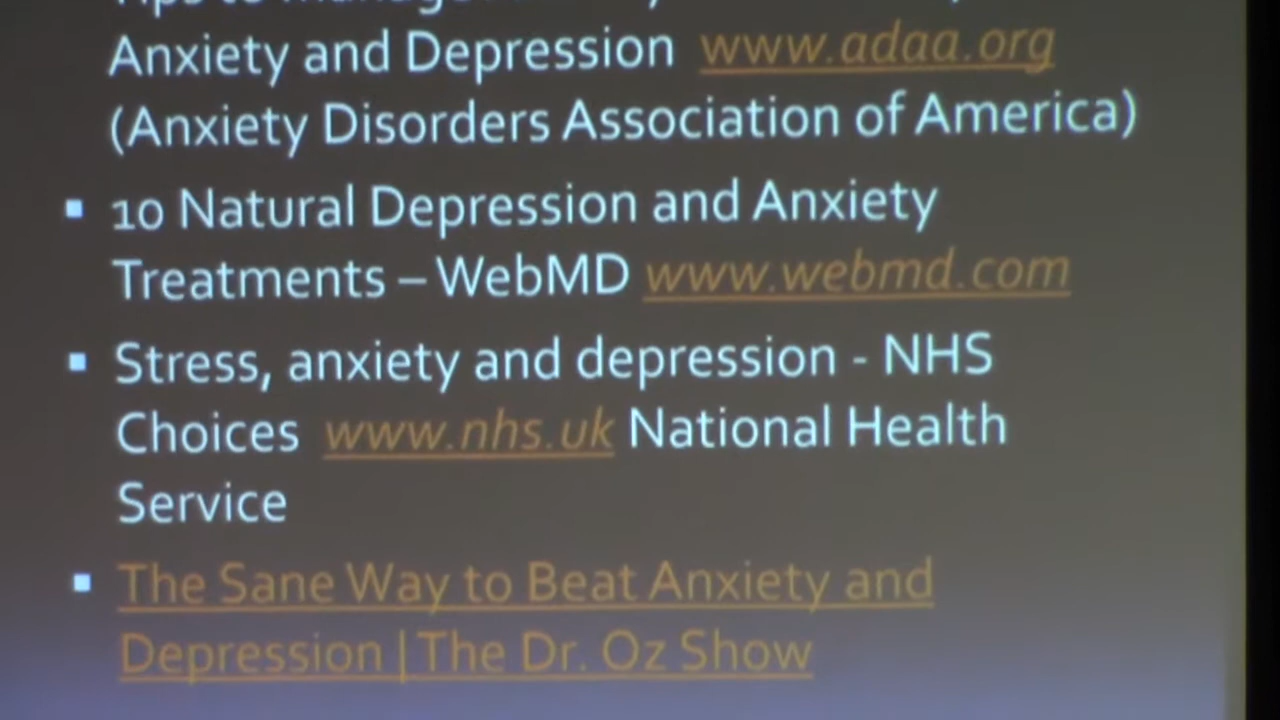 Tips to
Anxiety and Depression www.adaa.org
(Anxiety Disorders Association of America)
▪ 10 Natural Depression and Anxiety
Treatments – WebMD www.webmd.com
▪ Stress, anxiety and depression - NHS
Choices www.nhs.uk National Health
Service
▪ The Sane Way to Beat Anxiety and
Depression | The Dr. Oz Show